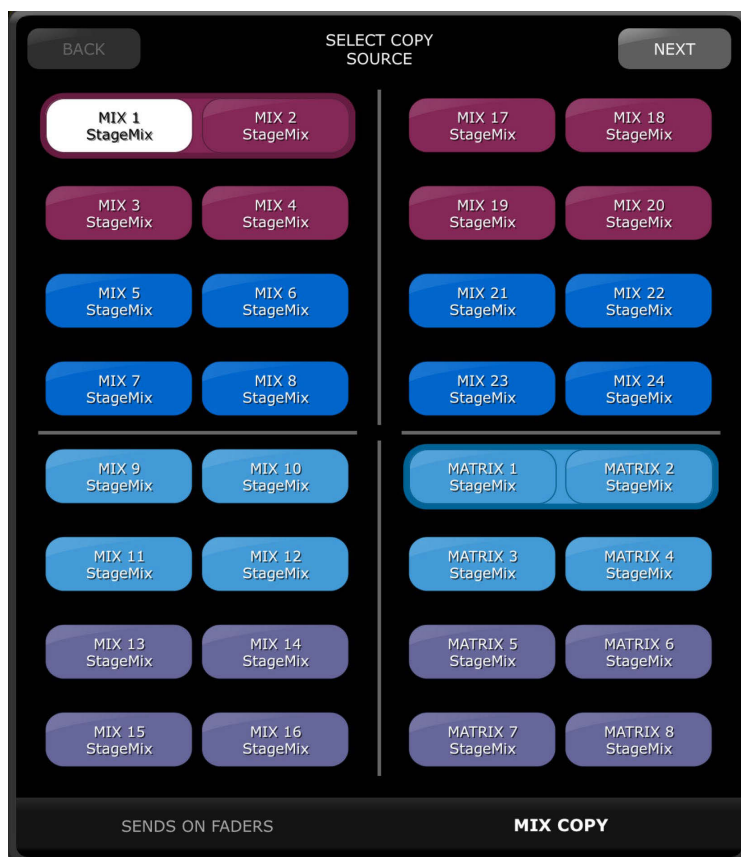 BACK
SELECT COPY
SOURCE
NEXT
MIX 1
StageMix
MIX 2
StageMix
MIX 17
StageMix
MIX 18
StageMix
MIX 3
StageMix
MIX 4
StageMix
MIX 19
StageMix
MIX 20
StageMix
MIX 5
StageMix
MIX 6
StageMix
MIX 21
StageMix
MIX 22
StageMix
MIX 7
StageMix
MIX 8
StageMix
MIX 23
StageMix
MIX 24
StageMix
MIX 9
StageMix
MIX 10
StageMix
MATRIX 1
StageMix
MATRIX 2
StageMix
MIX 11
StageMix
MIX 12
StageMix
MATRIX 3
StageMix
MATRIX 4
StageMix
MIX 13
StageMix
MIX 14
StageMix
MATRIX 5
StageMix
MATRIX 6
StageMix
MIX 15
StageMix
MIX 16
StageMix
MATRIX 7
StageMix
MATRIX 8
StageMix
SENDS ON FADERS
MIX COPY